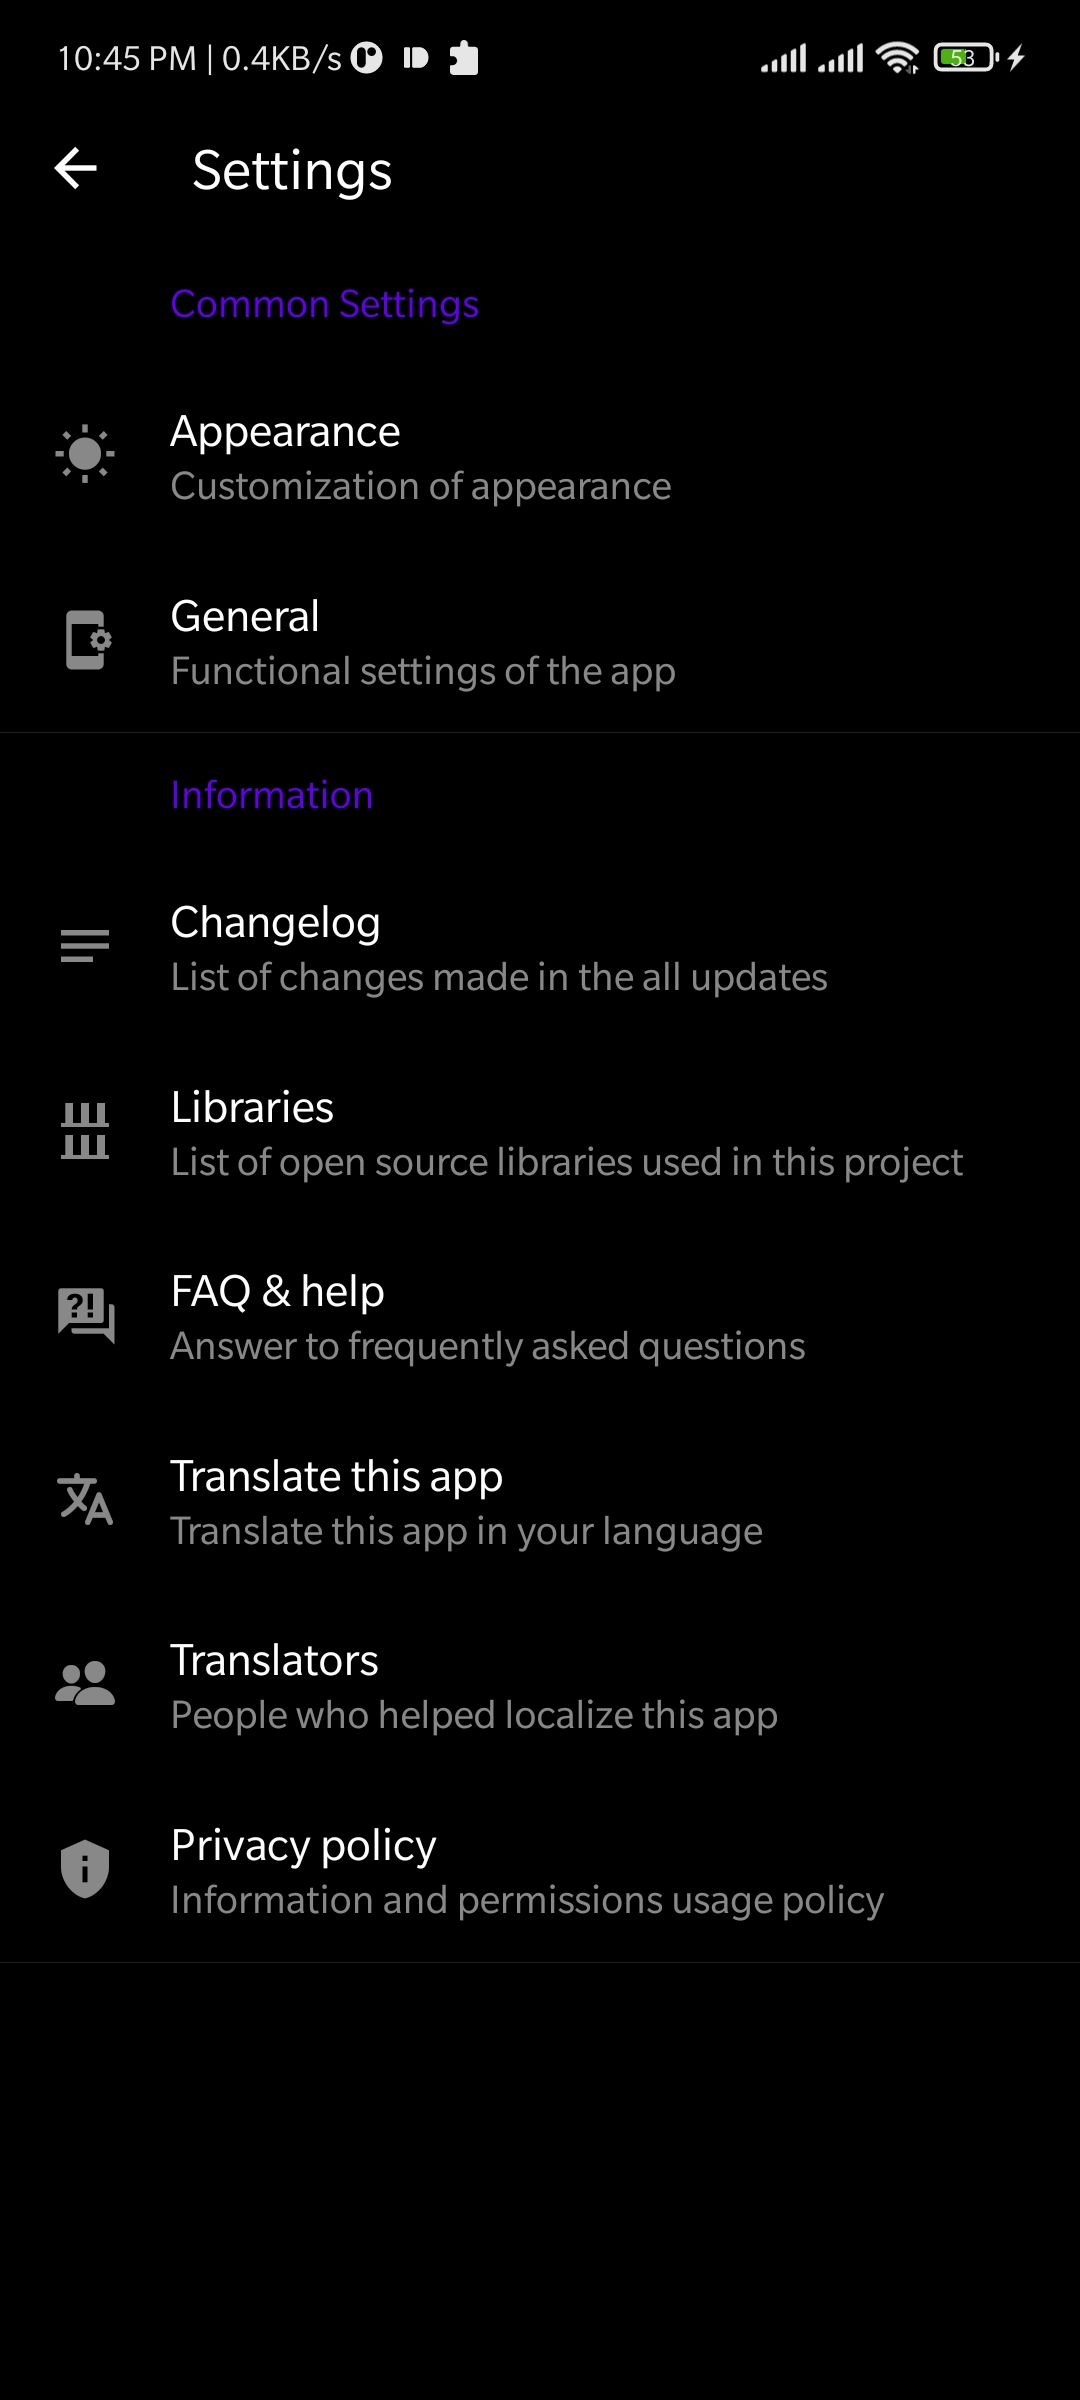 10:45 PM | 0.4KB/s 53
Settings
Common Settings
Appearance
Customization of appearance
General
Functional settings of the app
Information
Changelog
List of changes made in the all updates
Libraries
List of open source libraries used in this project
FAQ & help
Answer to frequently asked questions
Translate this app
Translate this app in your language
Translators
People who helped localize this app
Privacy policy
Information and permissions usage policy